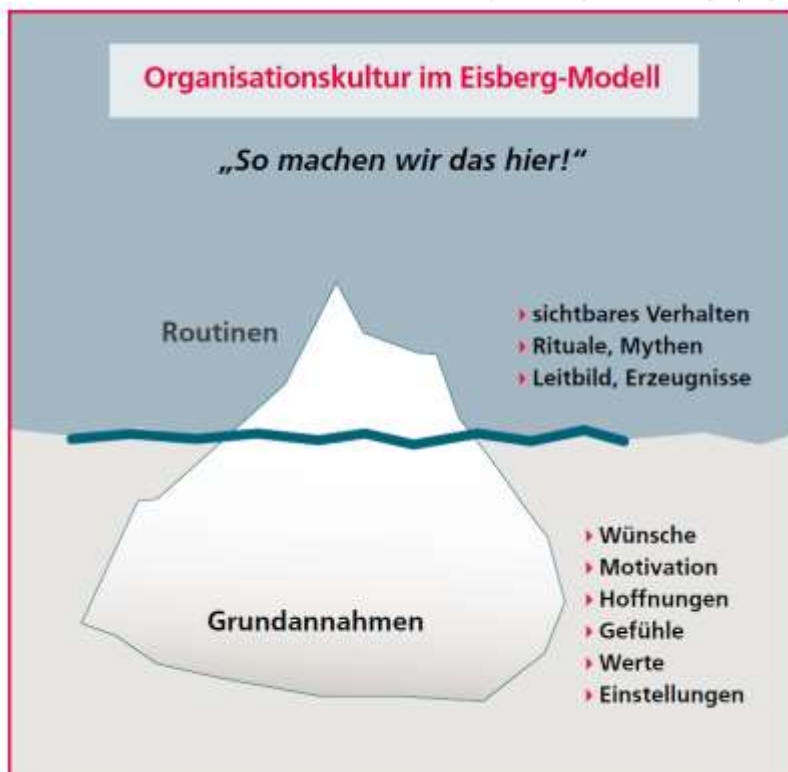 Organisationskultur im Eisberg-Modell
„So machen wir das hier!“
Routinen
sichtbares Verhalten
Rituale, Mythen
Leitbild, Erzeugnisse
Grundannahmen
Wünsche
Motivation
Hoffnungen
Gefühle
Werte
Einstellungen